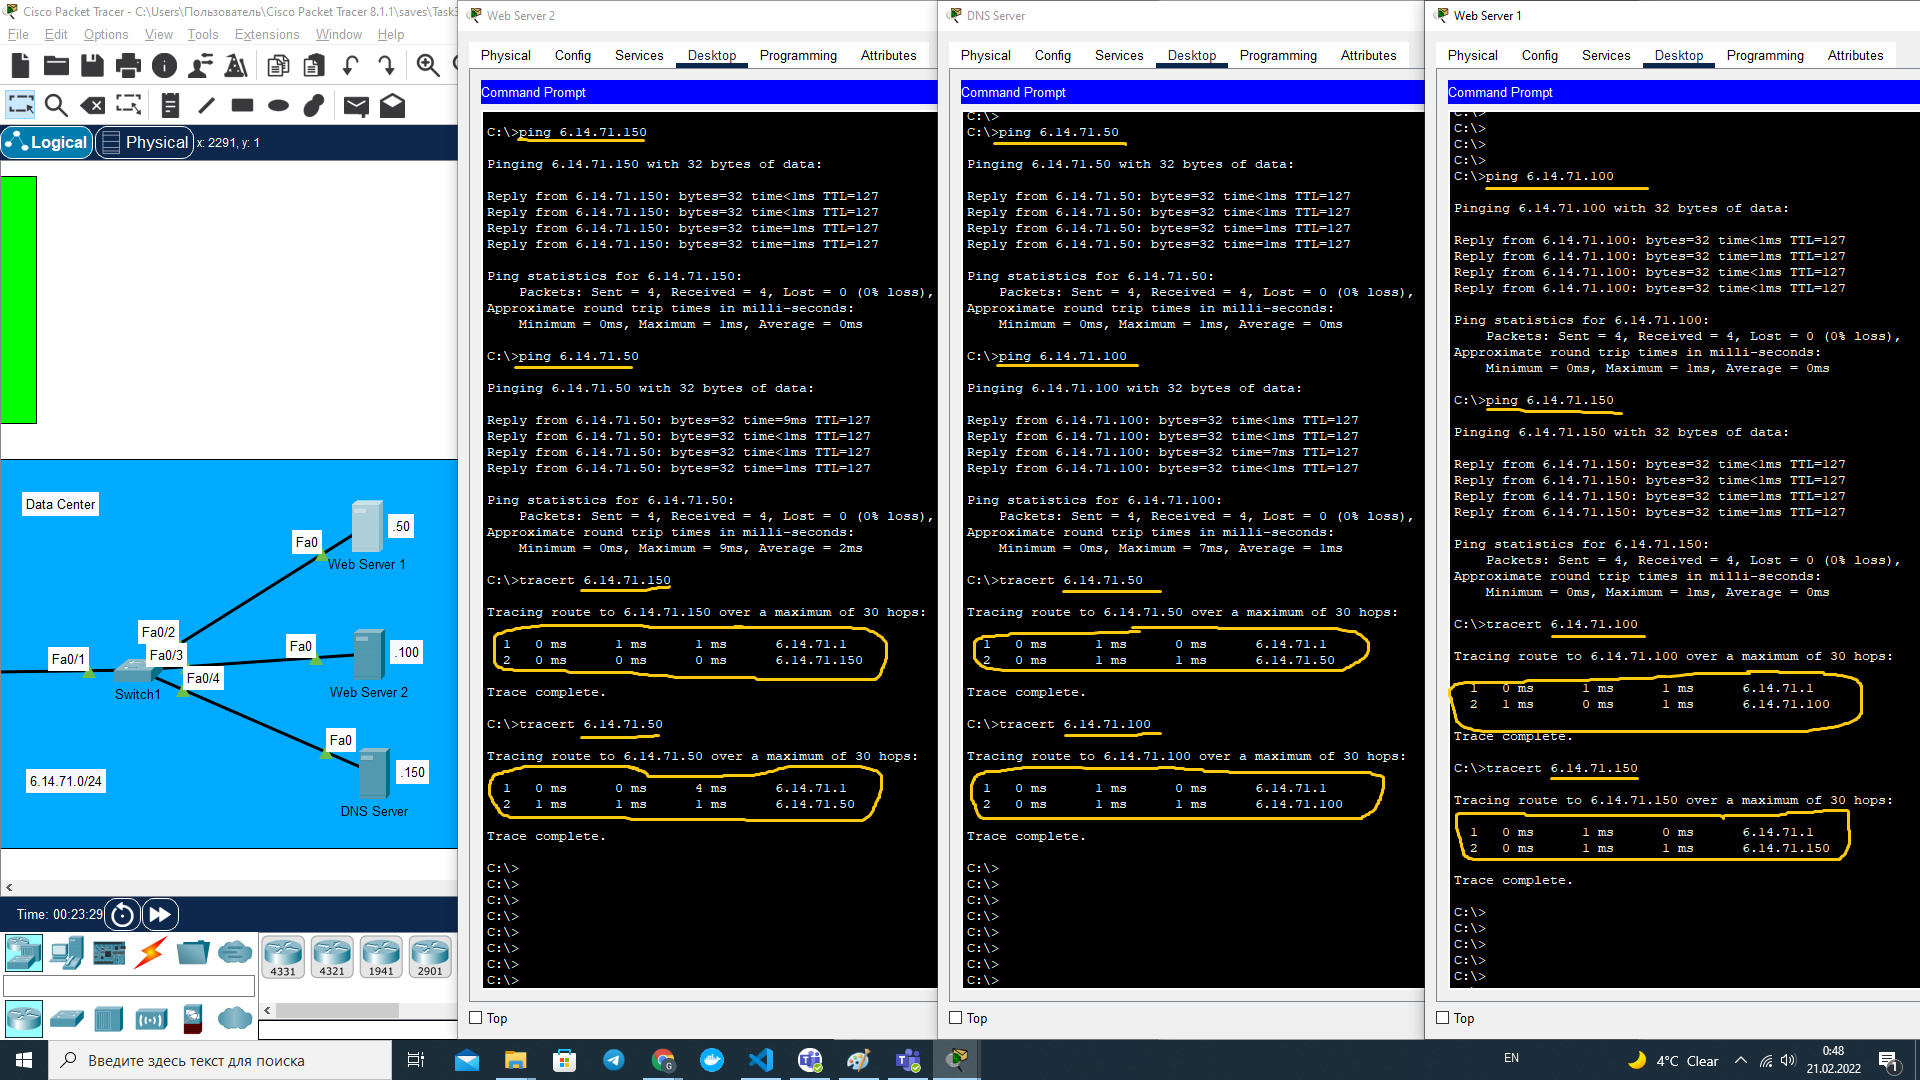 Cisco Packet Tracer - C:\Users\Пользователь\Cisco Packet Tracer 8.1.1\saves\Task3
File Edit Options View Tools Extensions Window Help
Logical Physical x: 2291, y: 1
Data Center
.50
Fa0
Web Server 1
Fa0/2
Fa0
.100
Fa0/1
Fa0/3
Fa0/4
Switch1
Web Server 2
Fa0
6.14.71.0/24
.150
DNS Server
Time: 00:23:29
4331 4321 1941 2901
Web Server 2
Physical Config Services Desktop Programming Attributes
Command Prompt
C:\>ping 6.14.71.150
Pinging 6.14.71.150 with 32 bytes of data:
Reply from 6.14.71.150: bytes=32 time<1ms TTL=127
Reply from 6.14.71.150: bytes=32 time<1ms TTL=127
Reply from 6.14.71.150: bytes=32 time=1ms TTL=127
Reply from 6.14.71.150: bytes=32 time=1ms TTL=127
Ping statistics for 6.14.71.150:
Packets: Sent = 4, Received = 4, Lost = 0 (0% loss),
Approximate round trip times in milli-seconds:
Minimum = 0ms, Maximum = 1ms, Average = 0ms
C:\>ping 6.14.71.50
Pinging 6.14.71.50 with 32 bytes of data:
Reply from 6.14.71.50: bytes=32 time=9ms TTL=127
Reply from 6.14.71.50: bytes=32 time<1ms TTL=127
Reply from 6.14.71.50: bytes=32 time<1ms TTL=127
Reply from 6.14.71.50: bytes=32 time=1ms TTL=127
Ping statistics for 6.14.71.50:
Packets: Sent = 4, Received = 4, Lost = 0 (0% loss),
Approximate round trip times in milli-seconds:
Minimum = 0ms, Maximum = 9ms, Average = 2ms
C:\>tracert 6.14.71.150
Tracing route to 6.14.71.150 over a maximum of 30 hops:
1 0 ms 1 ms 1 ms 6.14.71.1
2 0 ms 0 ms 0 ms 6.14.71.150
Trace complete.
C:\>tracert 6.14.71.50
Tracing route to 6.14.71.50 over a maximum of 30 hops:
1 0 ms 0 ms 4 ms 6.14.71.1
2 1 ms 1 ms 1 ms 6.14.71.50
Trace complete.
C:\>
C:\>
C:\>
C:\>
C:\>
C:\>
C:\>
C:\>
Top
DNS Server
Physical Config Services Desktop Programming Attributes
Command Prompt
C:\>
C:\>ping 6.14.71.50
Pinging 6.14.71.50 with 32 bytes of data:
Reply from 6.14.71.50: bytes=32 time<1ms TTL=127
Reply from 6.14.71.50: bytes=32 time<1ms TTL=127
Reply from 6.14.71.50: bytes=32 time=1ms TTL=127
Reply from 6.14.71.50: bytes=32 time=1ms TTL=127
Ping statistics for 6.14.71.50:
Packets: Sent = 4, Received = 4, Lost = 0 (0% loss),
Approximate round trip times in milli-seconds:
Minimum = 0ms, Maximum = 1ms, Average = 0ms
C:\>ping 6.14.71.100
Pinging 6.14.71.100 with 32 bytes of data:
Reply from 6.14.71.100: bytes=32 time<1ms TTL=127
Reply from 6.14.71.100: bytes=32 time<1ms TTL=127
Reply from 6.14.71.100: bytes=32 time=7ms TTL=127
Reply from 6.14.71.100: bytes=32 time<1ms TTL=127
Ping statistics for 6.14.71.100:
Packets: Sent = 4, Received = 4, Lost = 0 (0% loss),
Approximate round trip times in milli-seconds:
Minimum = 0ms, Maximum = 7ms, Average = 1ms
C:\>tracert 6.14.71.50
Tracing route to 6.14.71.50 over a maximum of 30 hops:
1 0 ms 1 ms 0 ms 6.14.71.1
2 0 ms 1 ms 1 ms 6.14.71.50
Trace complete.
C:\>tracert 6.14.71.100
Tracing route to 6.14.71.100 over a maximum of 30 hops:
1 0 ms 1 ms 0 ms 6.14.71.1
2 0 ms 1 ms 1 ms 6.14.71.100
Trace complete.
C:\>
C:\>
C:\>
C:\>
C:\>
C:\>
C:\>
C:\>
Top
Web Server 1
Physical Config Services Desktop Programming Attributes
Command Prompt
C:\>
C:\>
C:\>
C:\>
C:\>ping 6.14.71.100
Pinging 6.14.71.100 with 32 bytes of data:
Reply from 6.14.71.100: bytes=32 time<1ms TTL=127
Reply from 6.14.71.100: bytes=32 time=1ms TTL=127
Reply from 6.14.71.100: bytes=32 time<1ms TTL=127
Reply from 6.14.71.100: bytes=32 time<1ms TTL=127
Ping statistics for 6.14.71.100:
Packets: Sent = 4, Received = 4, Lost = 0 (0% loss),
Approximate round trip times in milli-seconds:
Minimum = 0ms, Maximum = 1ms, Average = 0ms
C:\>ping 6.14.71.150
Pinging 6.14.71.150 with 32 bytes of data:
Reply from 6.14.71.150: bytes=32 time<1ms TTL=127
Reply from 6.14.71.150: bytes=32 time<1ms TTL=127
Reply from 6.14.71.150: bytes=32 time=1ms TTL=127
Reply from 6.14.71.150: bytes=32 time=1ms TTL=127
Ping statistics for 6.14.71.150:
Packets: Sent = 4, Received = 4, Lost = 0 (0% loss),
Approximate round trip times in milli-seconds:
Minimum = 0ms, Maximum = 1ms, Average = 0ms
C:\>tracert 6.14.71.100
Tracing route to 6.14.71.100 over a maximum of 30 hops:
1 0 ms 1 ms 1 ms 6.14.71.1
2 1 ms 0 ms 1 ms 6.14.71.100
Trace complete.
C:\>tracert 6.14.71.150
Tracing route to 6.14.71.150 over a maximum of 30 hops:
1 0 ms 1 ms 0 ms 6.14.71.1
2 0 ms 1 ms 1 ms 6.14.71.150
Trace complete.
C:\>
C:\>
C:\>
C:\>
C:\>
Top
Введите здесь текст для поиска
EN
4°C Clear
0:48
21.02.2022
1